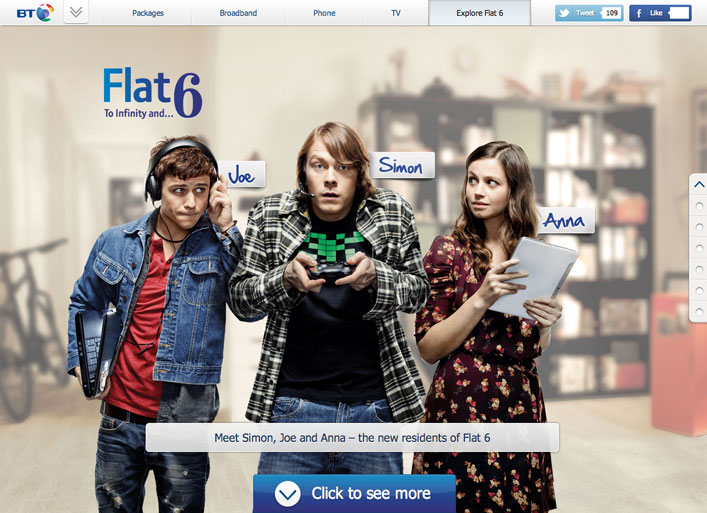 BT
Packages
Broadband
Phone
TV
Explore Flat 6
Tweet
109
f
Like
Flat 6
To Infinity and...
Joe
Simon
Anna
Meet Simon, Joe and Anna – the new residents of Flat 6
Click to see more